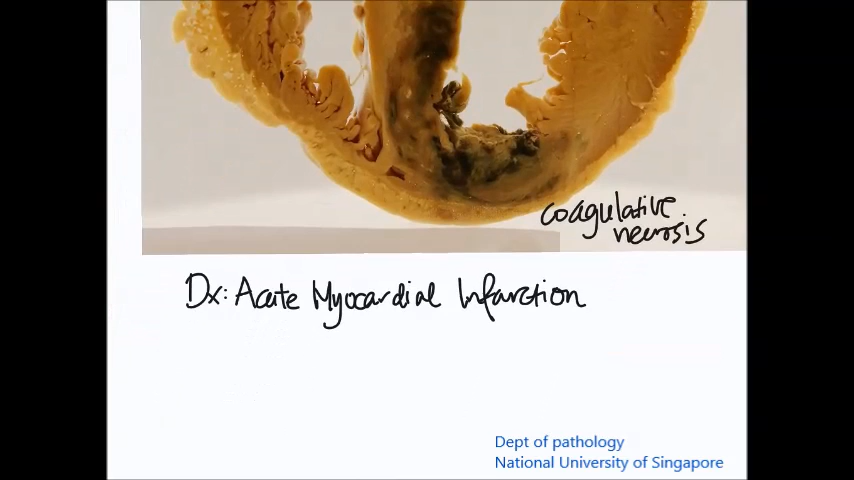 coagulative
necrosis
Dx: Acute Myocardial Infarction
Dept of pathology
National University of Singapore